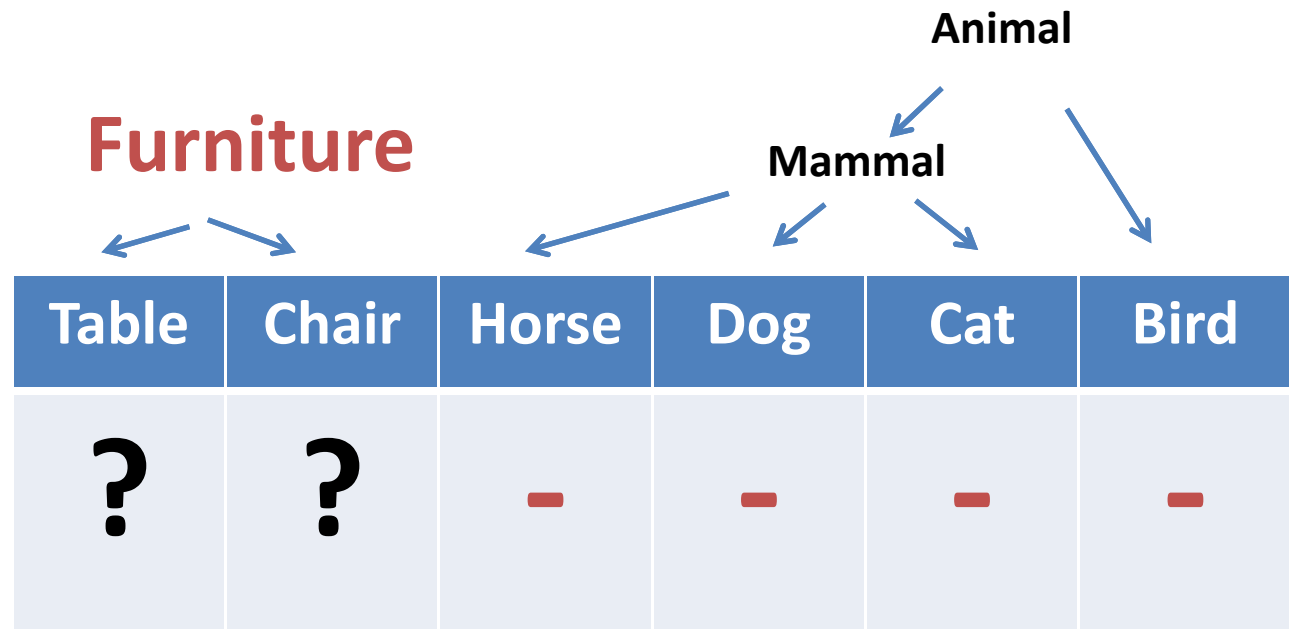 Animal
Furniture
Mammal
Table Chair Horse Dog Cat Bird
? ? - - - -